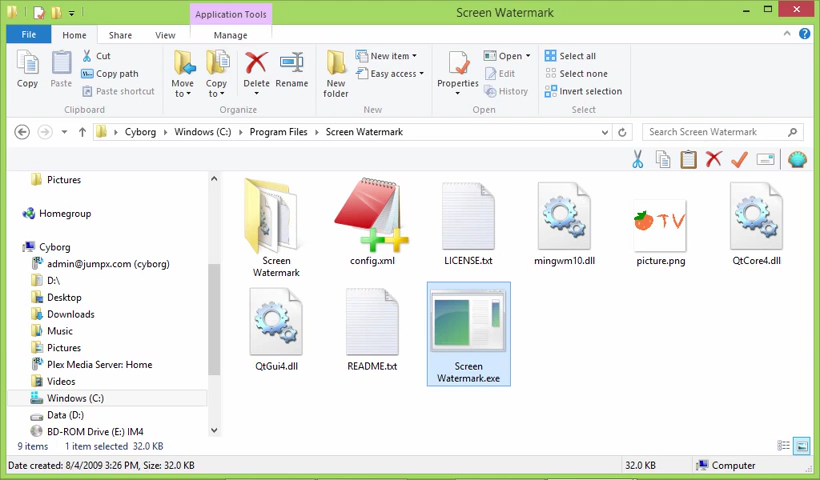 Application Tools
Screen Watermark
File
Home
Share
View
Manage
Copy
Paste
Cut
Copy path
Paste shortcut
Clipboard
Move to
Copy to
Delete
Rename
Organize
New folder
New item
Easy access
New
Properties
Open
Edit
History
Open
Select all
Select none
Invert selection
Select
Cyborg
Windows (C:)
Program Files
Screen Watermark
Search Screen Watermark
Pictures
Homegroup
Cyborg
admin@jumpx.com (cyborg)
D:\
Desktop
Downloads
Music
Pictures
Plex Media Server: Home
Videos
Windows (C:)
Data (D:)
BD-ROM Drive (E:) IM4
Screen
Watermark
config.xml
LICENSE.txt
mingwm10.dll
TV
picture.png
QtCore4.dll
QtGui4.dll
README.txt
Screen
Watermark.exe
9 items
1 item selected 32.0 KB
Date created: 8/4/2009 3:26 PM, Size: 32.0 KB
32.0 KB
Computer